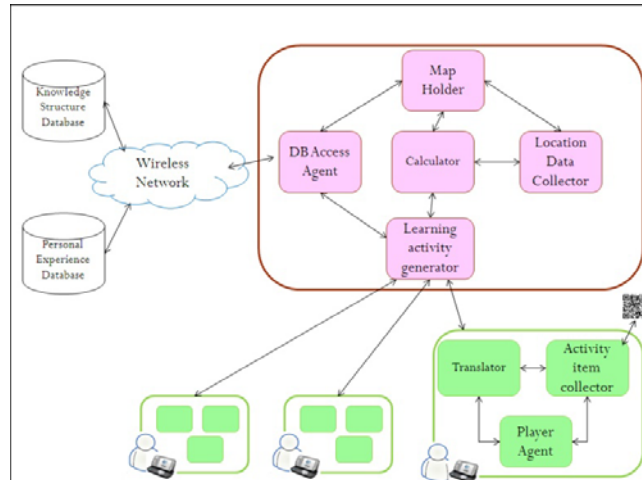 Knowledge
Structure
Database
Wireless
Network
Personal
Experience
Database
Map
Holder
DB Access
Agent
Calculator
Location
Data
Collector
Learning
activity
generator
Translator
Activity
item
collector
Player
Agent